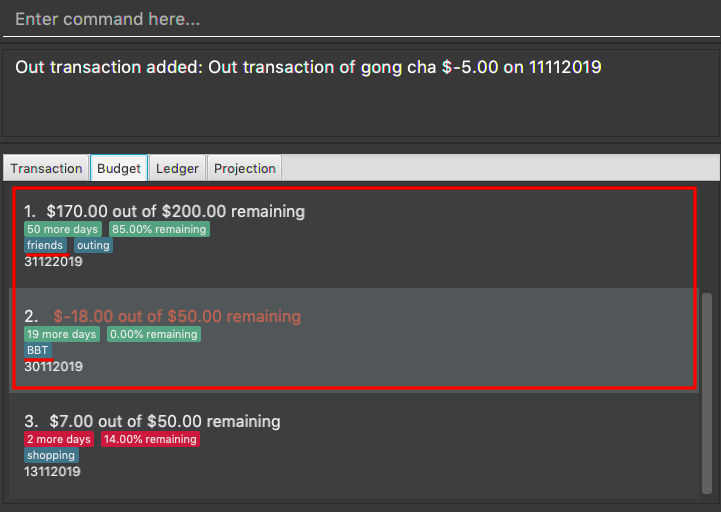 Enter command here...
Out transaction added: Out transaction of gong cha $-5.00 on 11112019
Transaction Budget Ledger Projection
1. $170.00 out of $200.00 remaining
50 more days 85.00% remaining
friends outing
31122019
2. $-18.00 out of $50.00 remaining
19 more days 0.00% remaining
BBT
30112019
3. $7.00 out of $50.00 remaining
2 more days 14.00% remaining
shopping
13112019